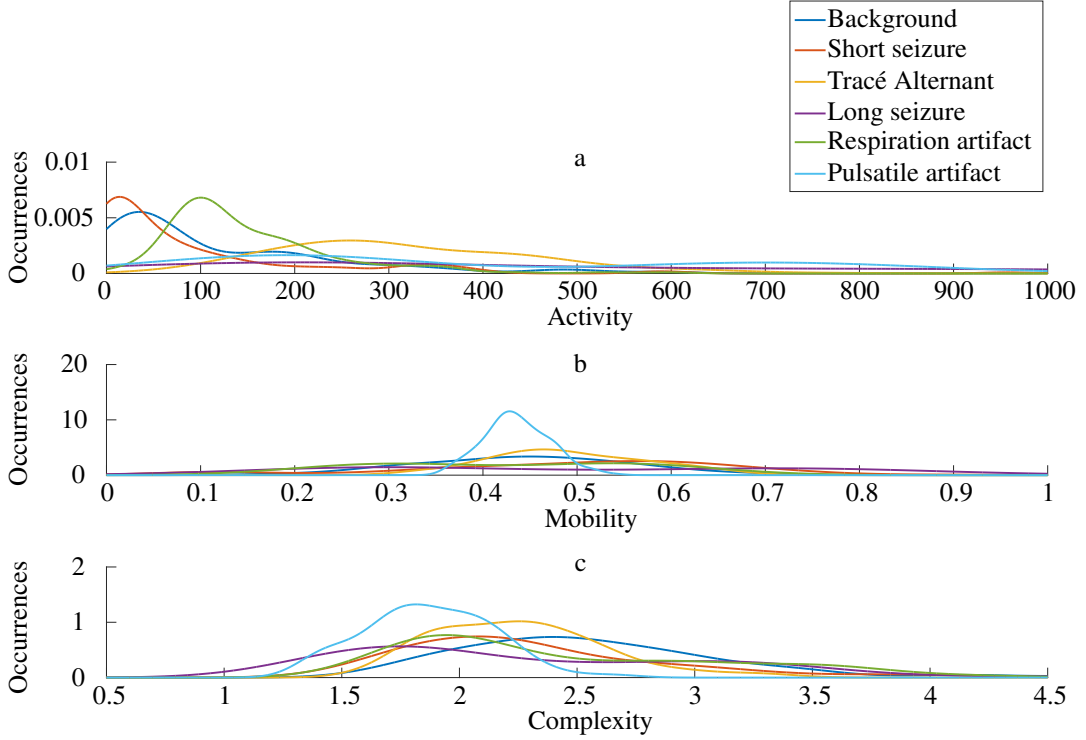 Background
Short seizure
Tracé Alternant
Long seizure
Respiration artifact
Pulsatile artifact
a
Occurrences
0.01
0.005
0
0 100 200 300 400 500 600 700 800 900 1000
Activity
b
Occurrences
20
10
0
0 0.1 0.2 0.3 0.4 0.5 0.6 0.7 0.8 0.9 1
Mobility
c
Occurrences
2
1
0
0.5 1 1.5 2 2.5 3 3.5 4 4.5
Complexity